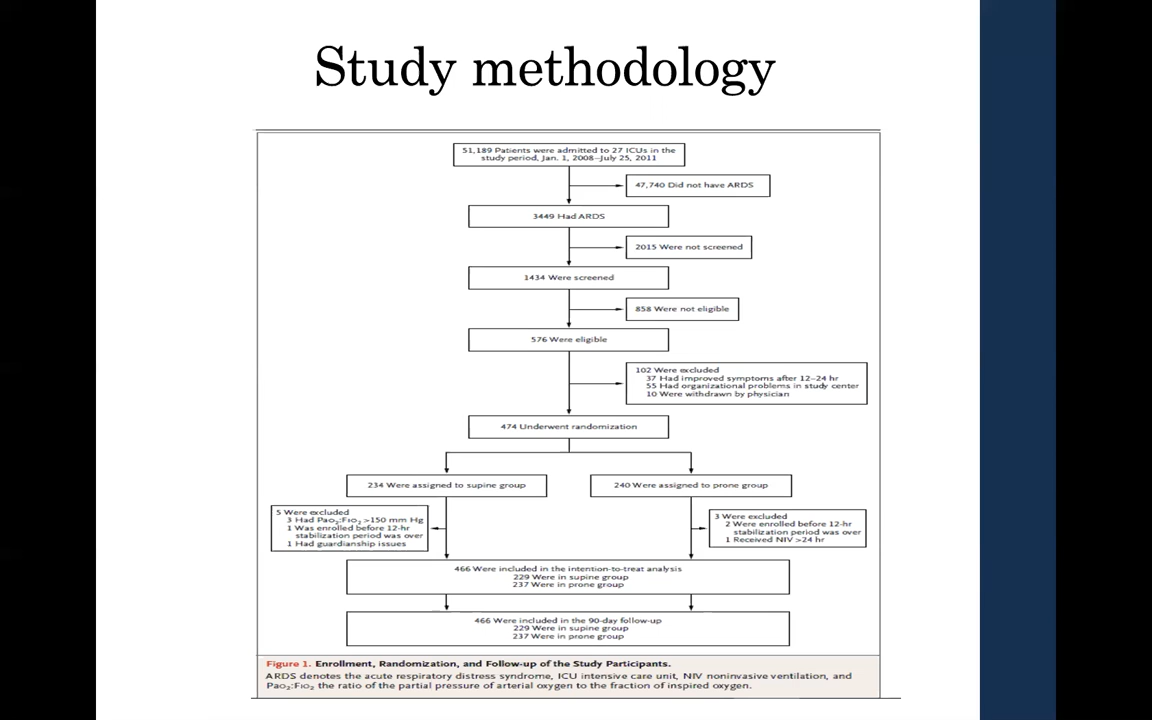 Study methodology
51,189 Patients were admitted to 27 ICUs in the
study period, Jan. 1, 2008–July 25, 2011
47,740 Did not have ARDS
3449 Had ARDS
2015 Were not screened
1434 Were screened
858 Were not eligible
576 Were eligible
102 Were excluded
37 Had improved symptoms after 12–24 hr
55 Had organizational problems in study center
10 Were withdrawn by physician
474 Underwent randomization
234 Were assigned to supine group
240 Were assigned to prone group
5 Were excluded
3 Had PaO₂:FIO₂ >150 mm Hg
1 Was enrolled before 12-hr
stabilization period was over
1 Had guardianship issues
3 Were excluded
2 Were enrolled before 12-hr
stabilization period was over
1 Received NIV >24 hr
466 Were included in the intention-to-treat analysis
229 Were in supine group
237 Were in prone group
466 Were included in the 90-day follow-up
229 Were in supine group
237 Were in prone group
Figure 1. Enrollment, Randomization, and Follow-up of the Study Participants.
ARDS denotes the acute respiratory distress syndrome, ICU intensive care unit, NIV noninvasive ventilation, and
PaO₂:FIO₂ the ratio of the partial pressure of arterial oxygen to the fraction of inspired oxygen.